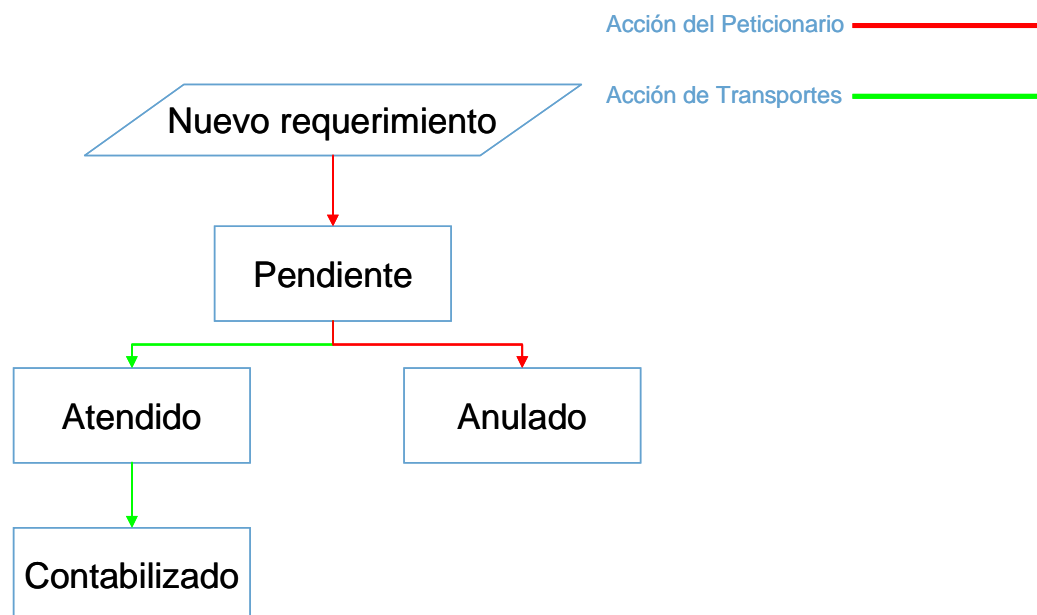 Acción del Peticionario
Acción de Transportes
Nuevo requerimiento
Pendiente
Atendido
Anulado
Contabilizado